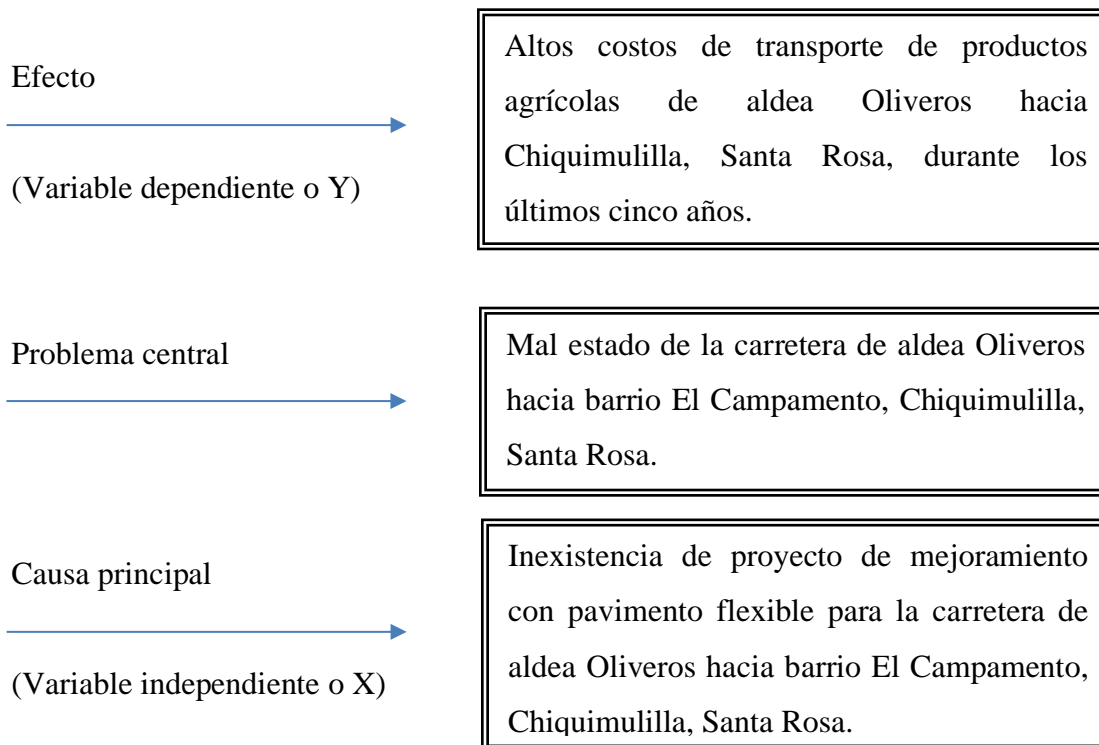 Efecto
(Variable dependiente o Y)
Altos costos de transporte de productos
agrícolas de aldea Oliveros hacia
Chiquimulilla, Santa Rosa, durante los
últimos cinco años.
Problema central
Mal estado de la carretera de aldea Oliveros
hacia barrio El Campamento, Chiquimulilla,
Santa Rosa.
Causa principal
(Variable independiente o X)
Inexistencia de proyecto de mejoramiento
con pavimento flexible para la carretera de
aldea Oliveros hacia barrio El Campamento,
Chiquimulilla, Santa Rosa.